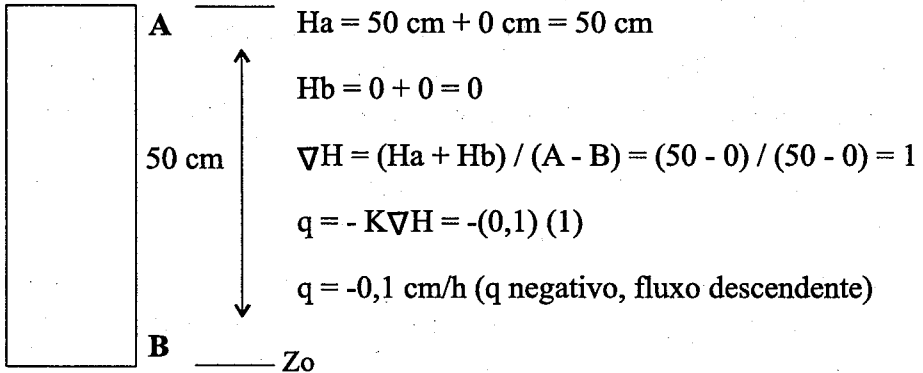 A
Ha = 50 cm + 0 cm = 50 cm
Hb = 0 + 0 = 0
50 cm
∇H = (Ha + Hb) / (A - B) = (50 - 0) / (50 - 0) = 1
q = - K∇H = -(0,1) (1)
q = -0,1 cm/h (q negativo, fluxo descendente)
B
Zo